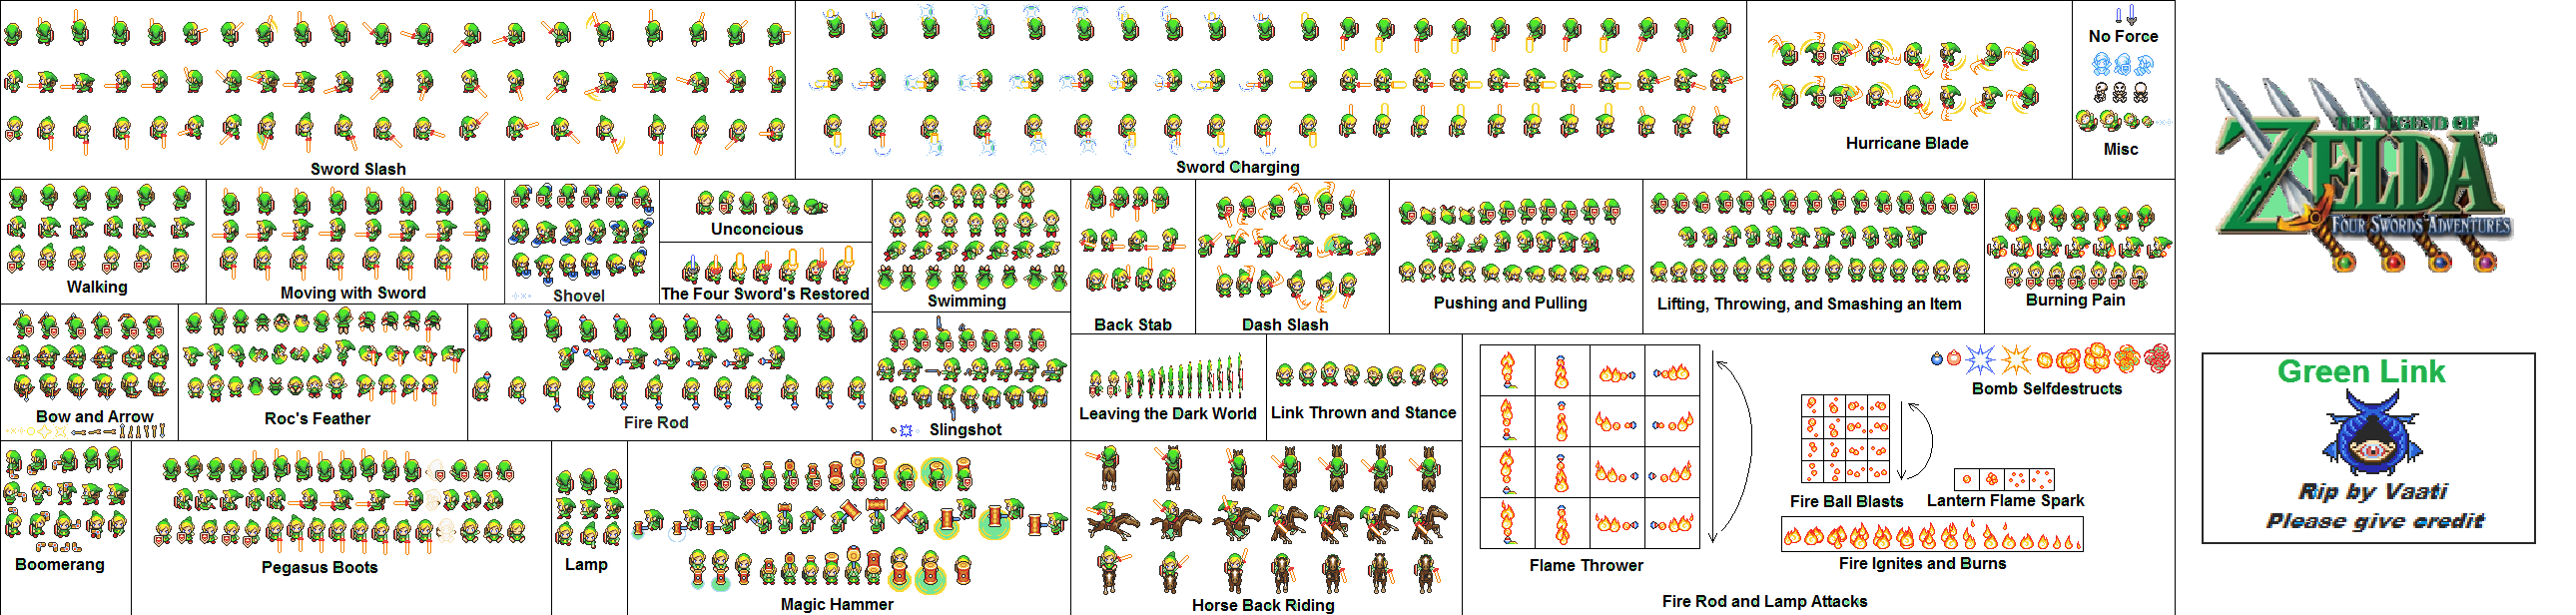 Sword Slash
Sword Charging
Hurricane Blade
No Force
Misc
Walking
Moving with Sword
Shovel
Unconcious
The Four Sword's Restored
Swimming
Back Stab
Dash Slash
Pushing and Pulling
Lifting, Throwing, and Smashing an Item
Burning Pain
Bow and Arrow
Roc's Feather
Fire Rod
Slingshot
Leaving the Dark World
Link Thrown and Stance
Bomb Selfdestructs
Fire Ball Blasts
Lantern Flame Spark
Boomerang
Pegasus Boots
Lamp
Magic Hammer
Horse Back Riding
Flame Thrower
Fire Ignites and Burns
Fire Rod and Lamp Attacks
THE LEGEND OF
ZELDA®
FOUR SWORDS ADVENTURES
Green Link
Rip by Vaati
Please give credit